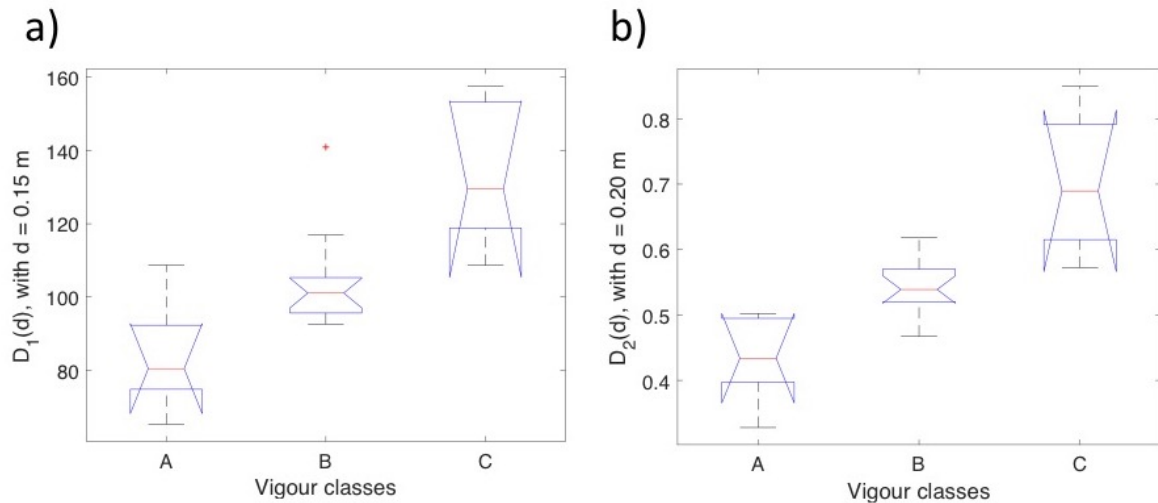 a)
D1(d), with d = 0.15 m
160
140
120
100
80
A B C
Vigour classes
b)
D2(d), with d = 0.20 m
0.8
0.7
0.6
0.5
0.4
A B C
Vigour classes